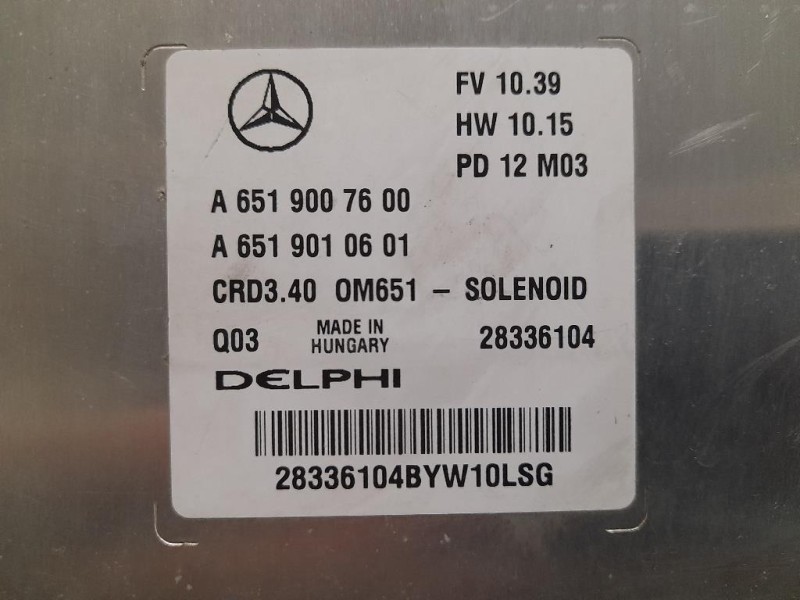 FV 10.39
HW 10.15
PD 12 M03
A 651 900 76 00
A 651 901 06 01
CRD3.40 OM651 - SOLENOID
Q03 MADE IN HUNGARY 28336104
DELPHI
28336104BYW10LSG